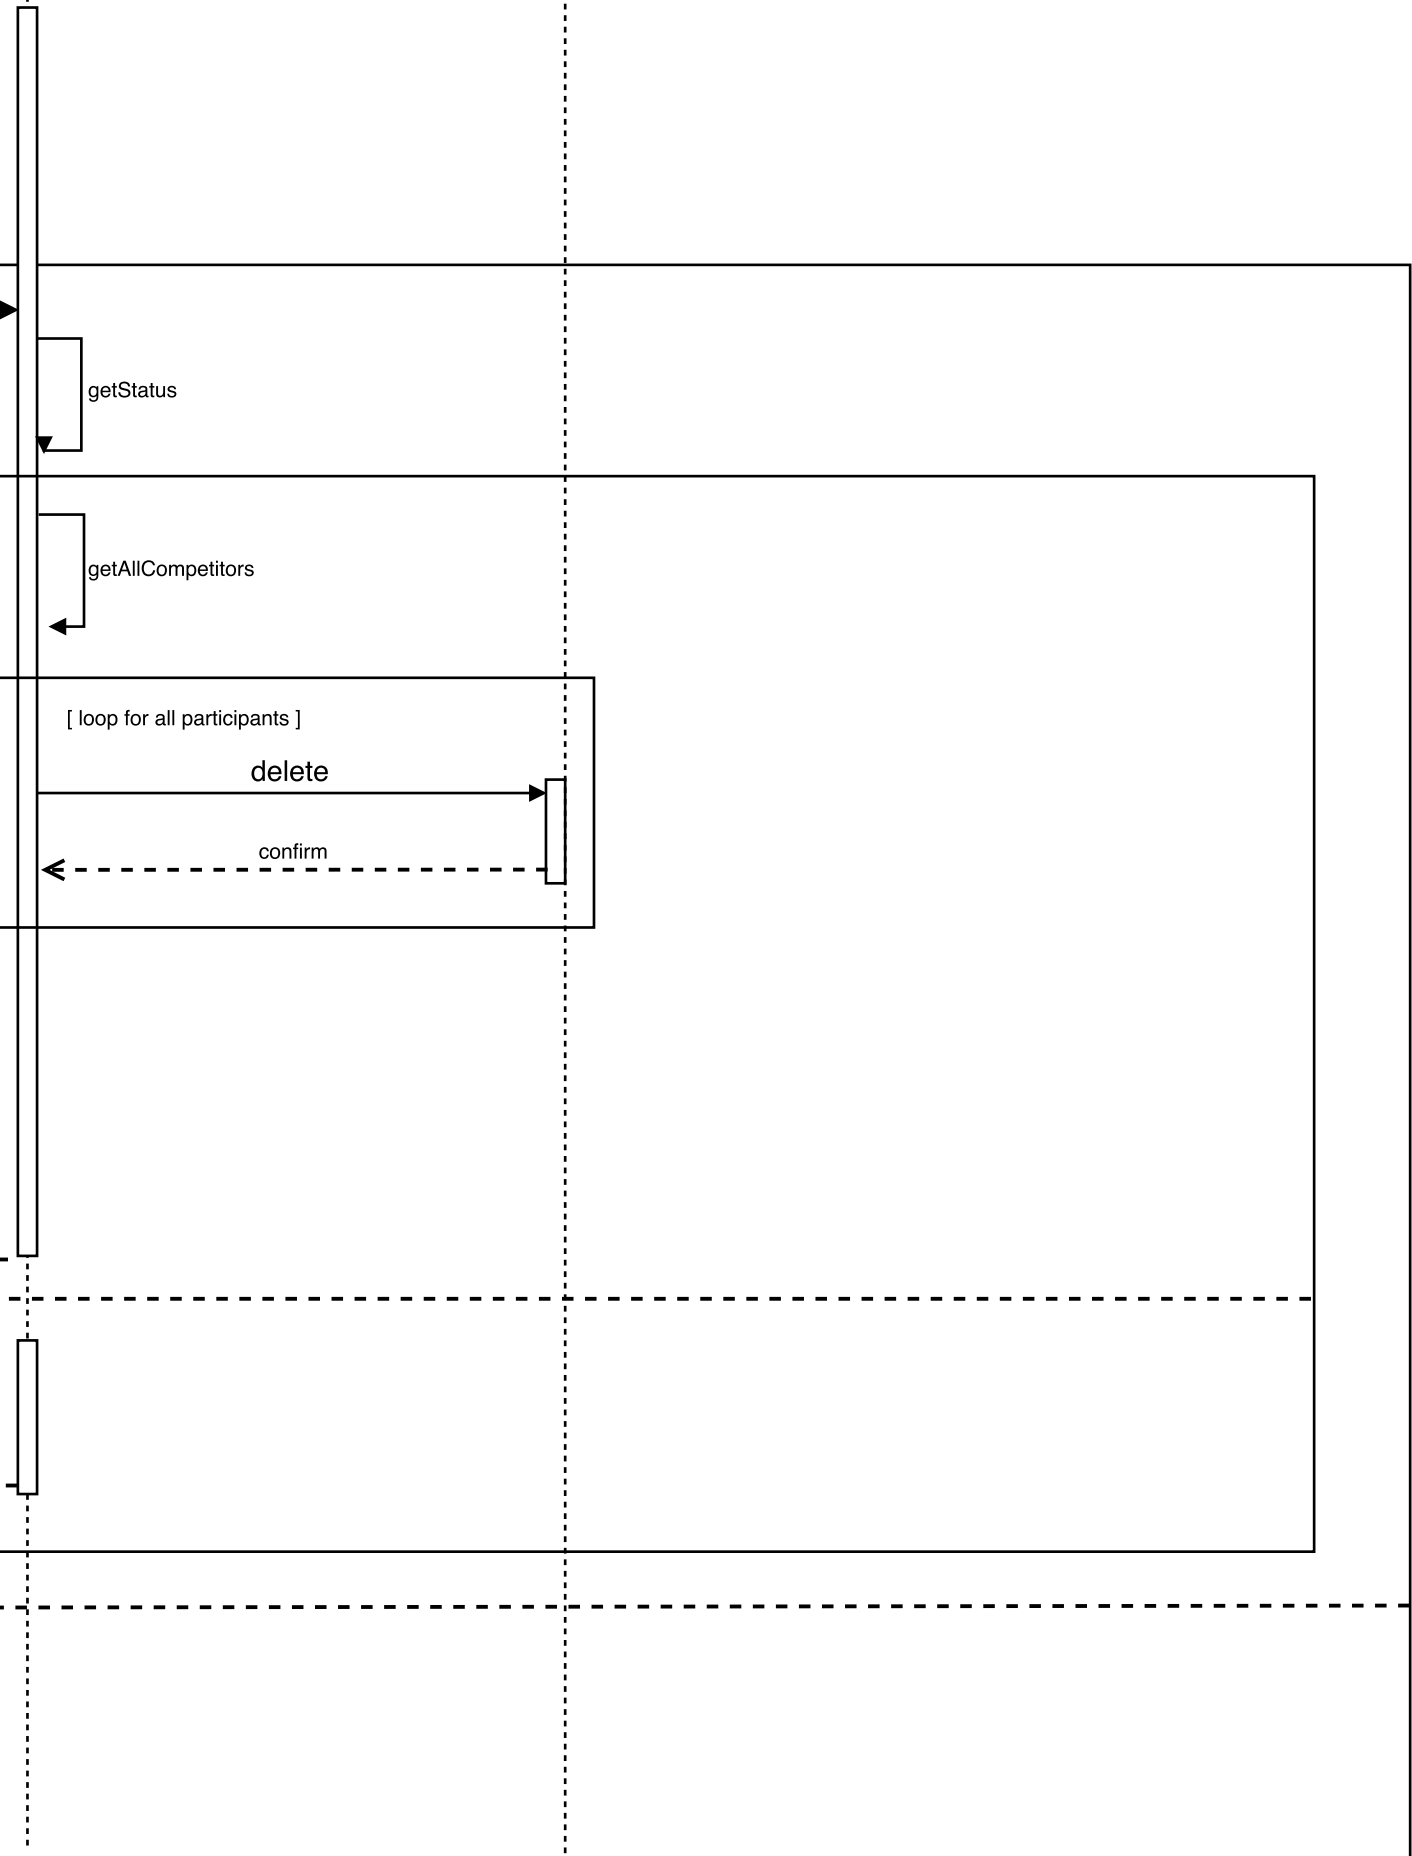 getStatus
getAllCompetitors
[ loop for all participants ]
delete
confirm